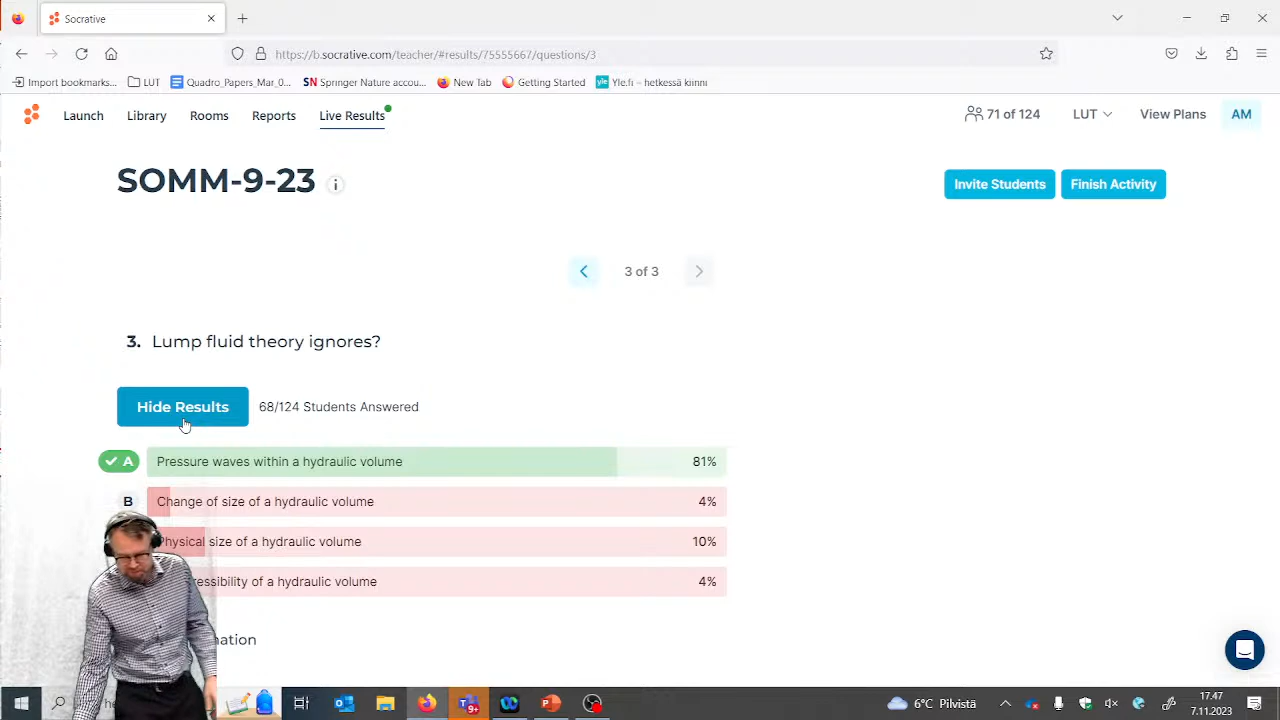 Socrative
https://b.socrative.com/teacher/#results/75555667/questions/3
Import bookmarks... LUT Quadro_Papers_Mar_0... SN Springer Nature accou... New Tab Getting Started yle Yle.fi – hetkessä kiinni
Launch Library Rooms Reports Live Results 71 of 124 LUT View Plans AM
SOMM-9-23 i
Invite Students Finish Activity
3 of 3
3. Lump fluid theory ignores?
Hide Results 68/124 Students Answered
A Pressure waves within a hydraulic volume 81%
B Change of size of a hydraulic volume 4%
Physical size of a hydraulic volume 10%
ressibility of a hydraulic volume 4%
nation
6°C Pilvistä
17.47
7.11.2023